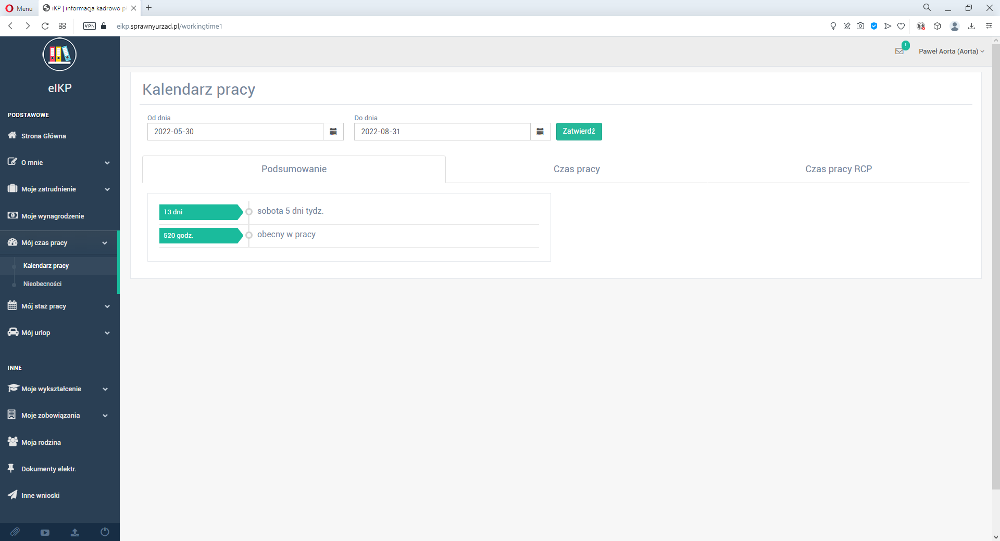 Menu
iKP | informacja kadrowo p
VPN
eikp.sprawnyurzad.pl/workingtime1
!
Paweł Aorta (Aorta)
eIKP
PODSTAWOWE
Strona Główna
O mnie
Moje zatrudnienie
Moje wynagrodzenie
Mój czas pracy
Kalendarz pracy
Nieobecności
Mój staż pracy
Mój urlop
INNE
Moje wykształcenie
Moje zobowiązania
Moja rodzina
Dokumenty elektr.
Inne wnioski
Kalendarz pracy
Od dnia
Do dnia
2022-05-30
2022-08-31
Zatwierdź
Podsumowanie
Czas pracy
Czas pracy RCP
13 dni
sobota 5 dni tydz.
520 godz.
obecny w pracy